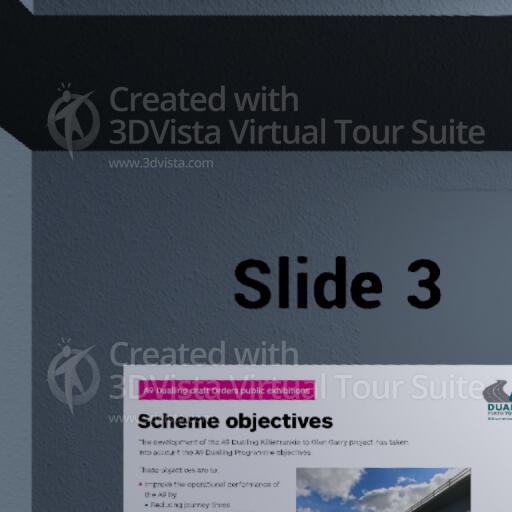 Created with
3DVista Virtual Tour Suite
www.3dvista.com
Slide 3
Created with
3DVista Virtual Tour Suite
A9 Dualling draft Orders public exhibitions
Scheme objectives
The development of the A9 Dualling Killiecrankie to Glen Garry project has taken
into account the A9 Dualling Programme objectives.
These objectives are to:
Improve the operational performance of
the A9 by:
• Reducing journey times